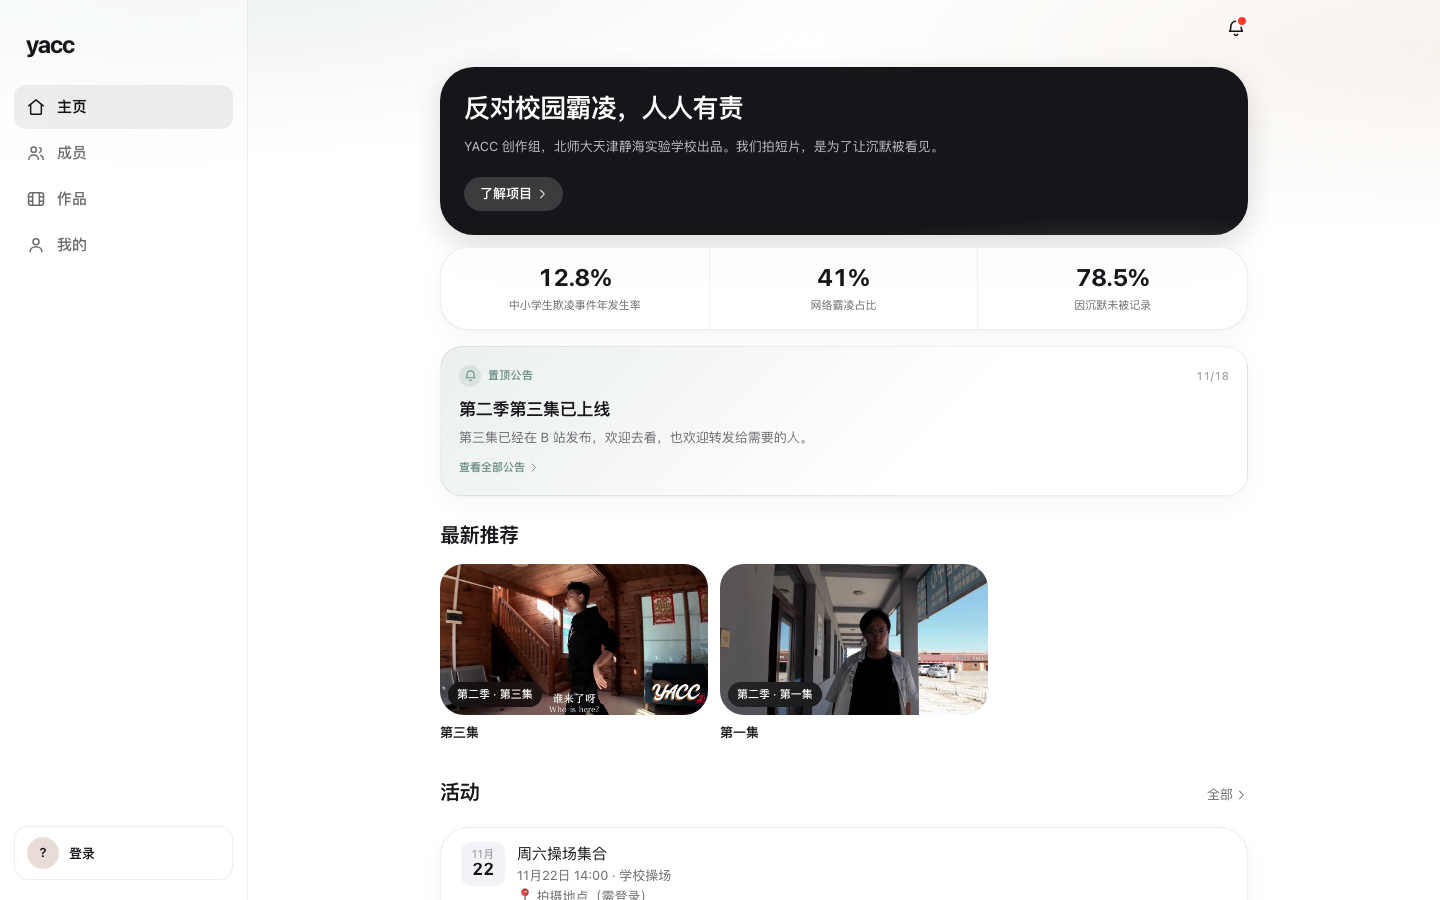 yacc
主页
成员
作品
我的
反对校园霸凌，人人有责
YACC 创作组，北师大天津静海实验学校出品。我们拍短片，是为了让沉默被看见。
了解项目
12.8%
中小学生欺凌事件年发生率
41%
网络霸凌占比
78.5%
因沉默未被记录
置顶公告
11/18
第二季第三集已上线
第三集已经在 B 站发布，欢迎去看，也欢迎转发给需要的人。
查看全部公告
最新推荐
第二季 · 第三集
谁来了呀
Who is here?
YACC
第三集
第二季 · 第一集
第一集
活动
全部
11月
22
周六操场集合
11月22日 14:00 · 学校操场
拍摄地点（需登录）
?
登录